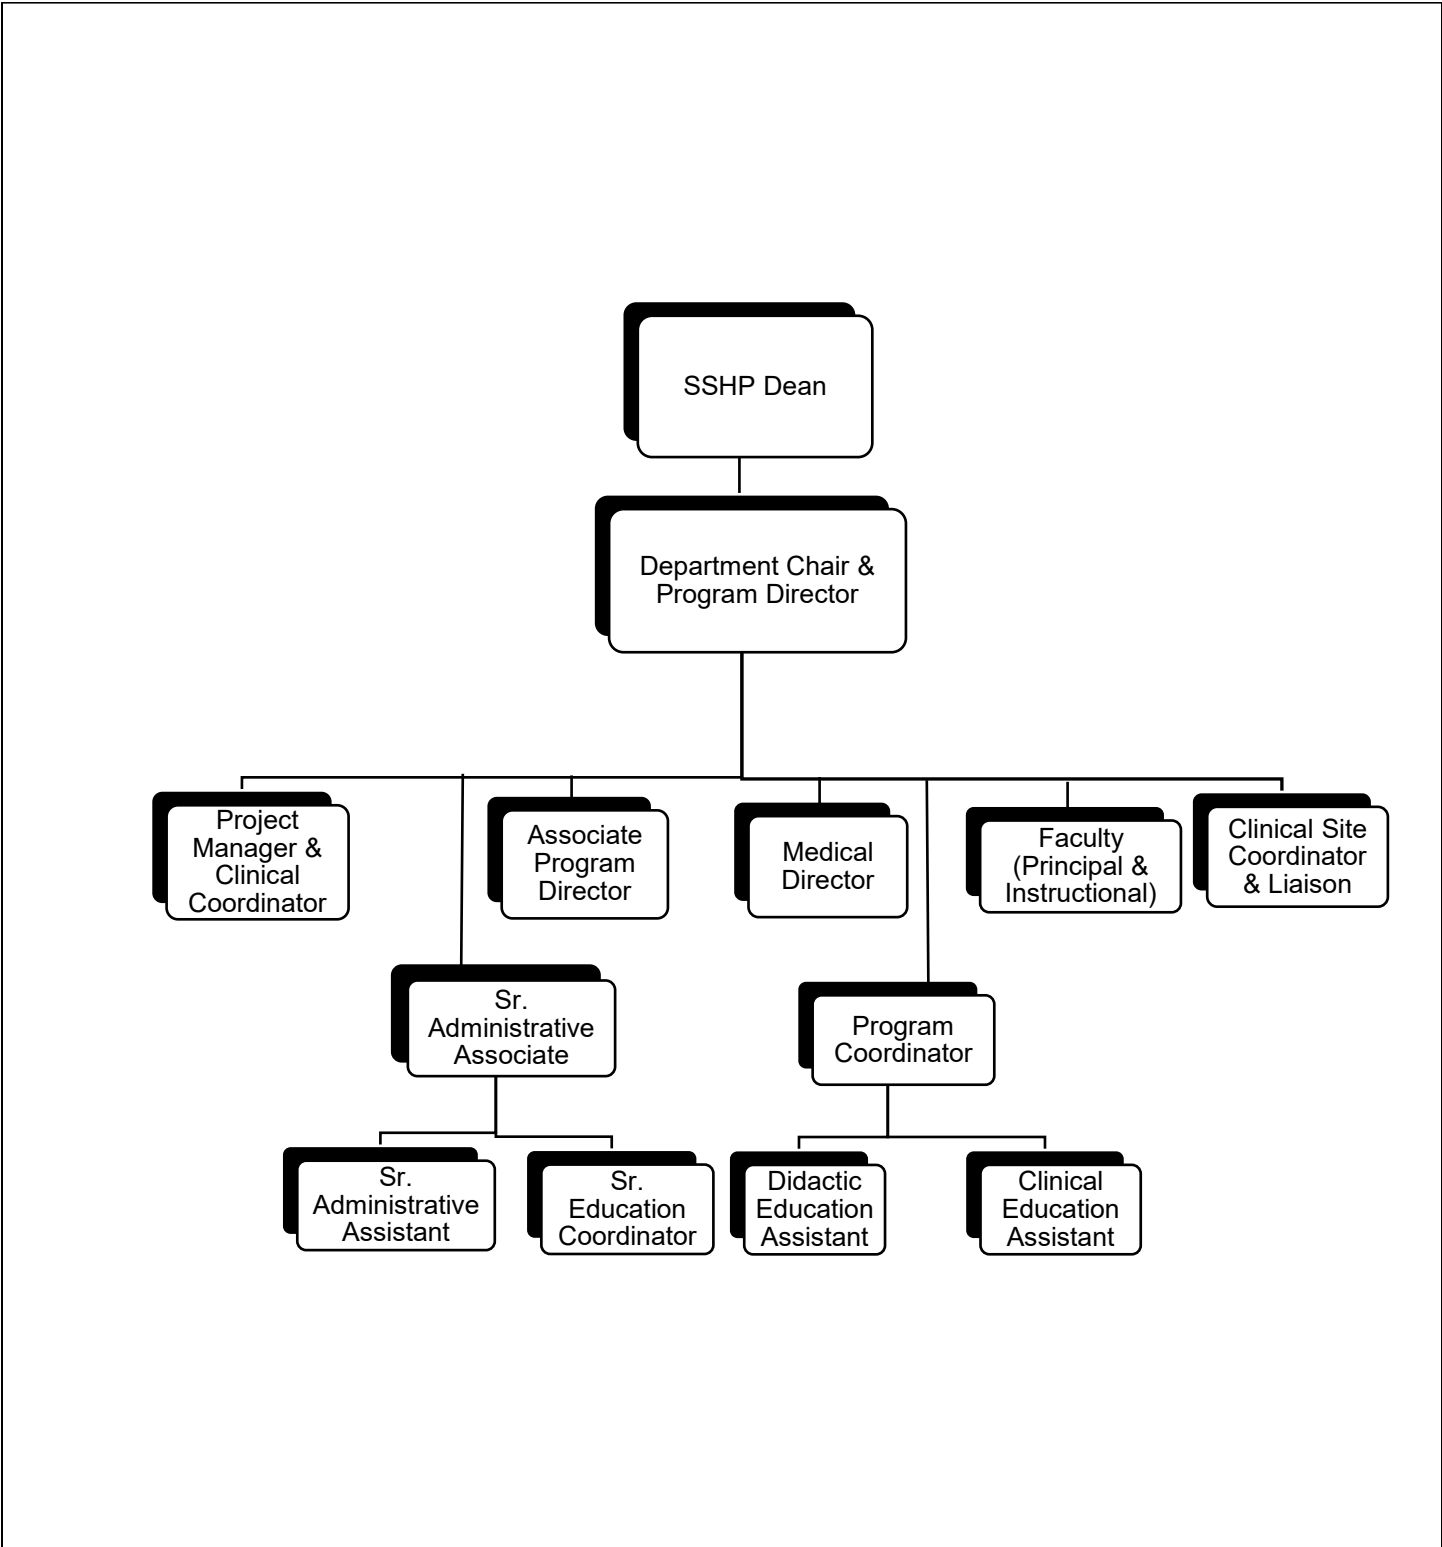 SSHP Dean
Department Chair &
Program Director
Project
Manager &
Clinical
Coordinator
Associate
Program
Director
Medical
Director
Faculty
(Principal &
Instructional)
Clinical Site
Coordinator
& Liaison
Sr.
Administrative
Associate
Program
Coordinator
Sr.
Administrative
Assistant
Sr.
Education
Coordinator
Didactic
Education
Assistant
Clinical
Education
Assistant